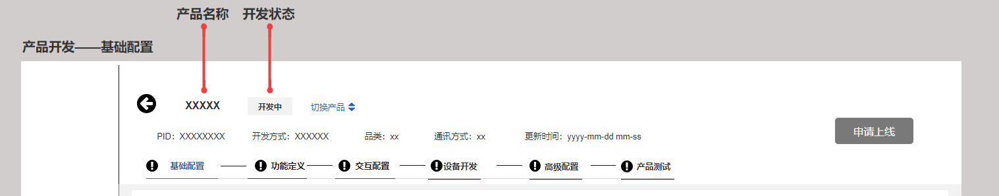 产品名称 开发状态
产品开发——基础配置
XXXXX 开发中 切换产品
PID：XXXXXXXX 开发方式：XXXXXX 品类：xx 通讯方式：xx 更新时间：yyyy-mm-dd mm-ss
申请上线
基础配置 功能定义 交互配置 设备开发 高级配置 产品测试